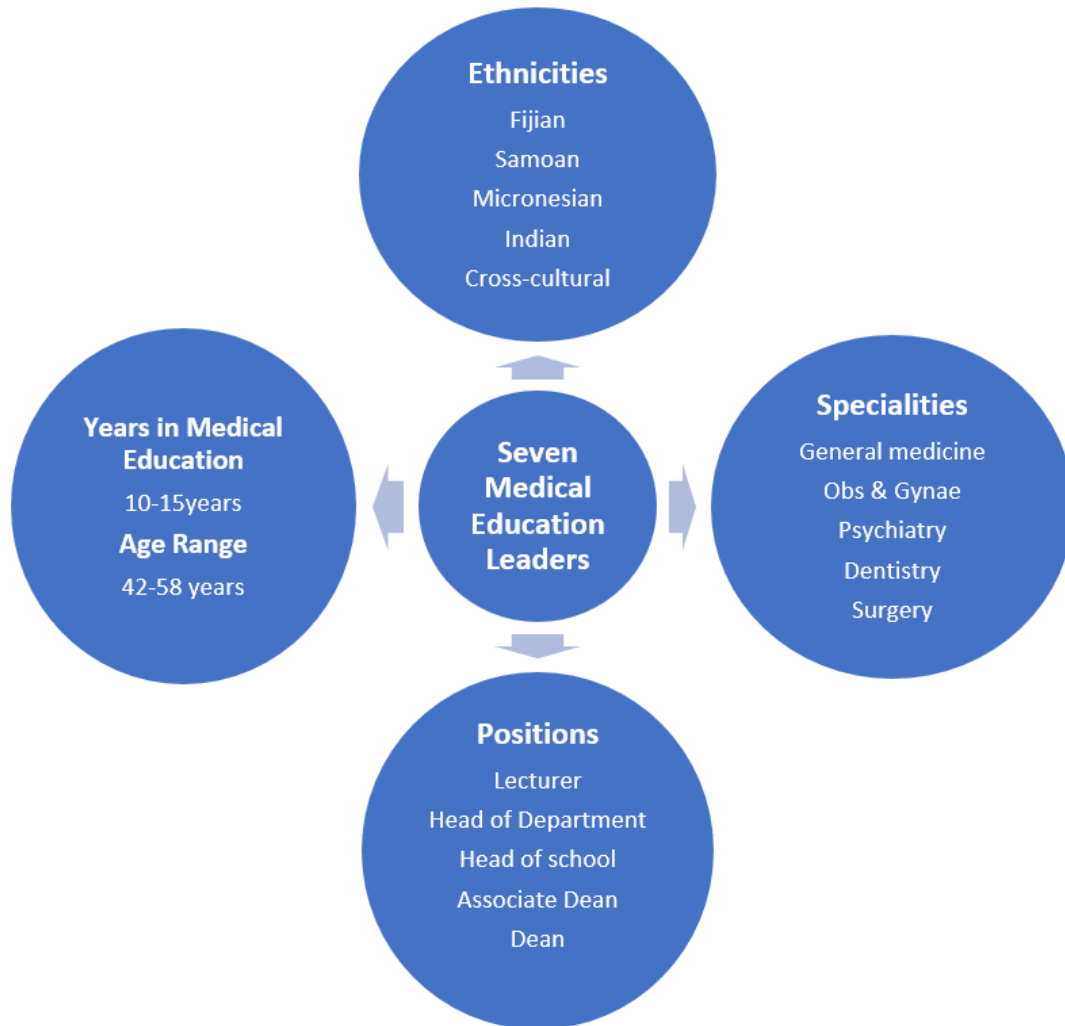 Ethnicities
Fijian
Samoan
Micronesian
Indian
Cross-cultural
Years in Medical
Education
10-15years
Age Range
42-58 years
Seven
Medical
Education
Leaders
Specialities
General medicine
Obs & Gynae
Psychiatry
Dentistry
Surgery
Positions
Lecturer
Head of Department
Head of school
Associate Dean
Dean